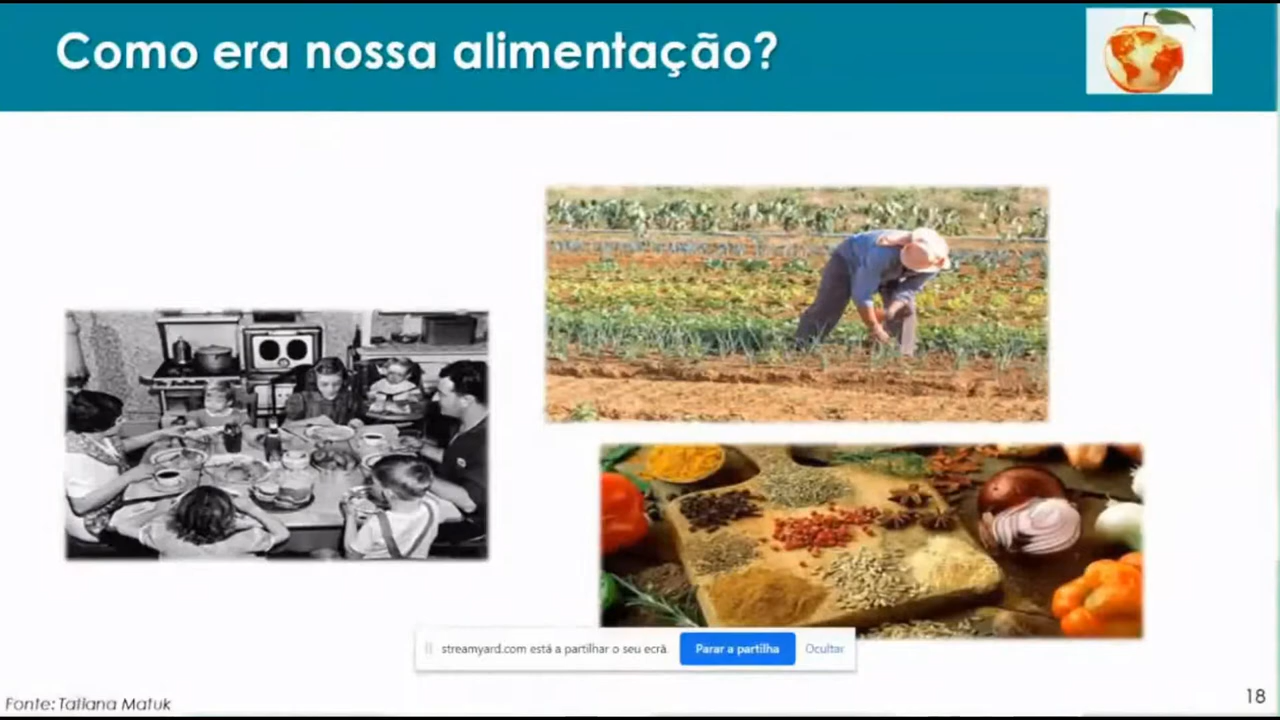 Como era nossa alimentação?
streamyard.com está a partilhar o seu ecrã.
Parar a partilha
Ocultar
Fonte: Tatiana Matuk
18